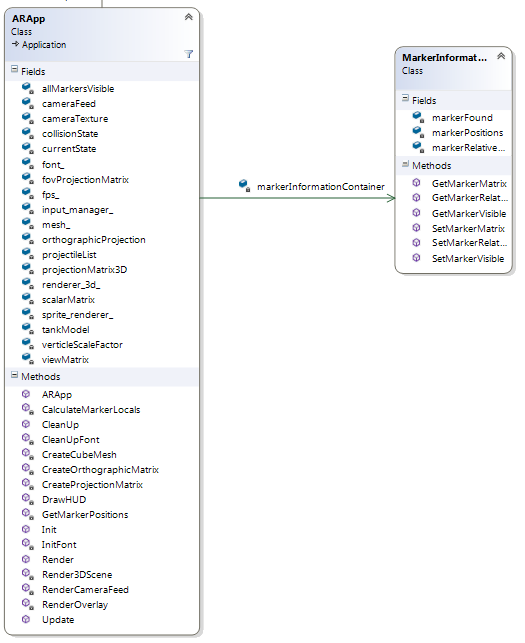 ARApp
Class
Application
Fields
allMarkersVisible
cameraFeed
cameraTexture
collisionState
currentState
font_
fovProjectionMatrix
fps_
input_manager_
mesh_
orthographicProjection
projectileList
projectionMatrix3D
renderer_3d_
scalarMatrix
sprite_renderer_
tankModel
verticleScaleFactor
viewMatrix
Methods
ARApp
CalculateMarkerLocals
CleanUp
CleanUpFont
CreateCubeMesh
CreateOrthographicMatrix
CreateProjectionMatrix
DrawHUD
GetMarkerPositions
Init
InitFont
Render
Render3DScene
RenderCameraFeed
RenderOverlay
Update
markerInformationContainer
MarkerInformat...
Class
Fields
markerFound
markerPositions
markerRelative...
Methods
GetMarkerMatrix
GetMarkerRelat...
GetMarkerVisible
SetMarkerMatrix
SetMarkerRelat...
SetMarkerVisible